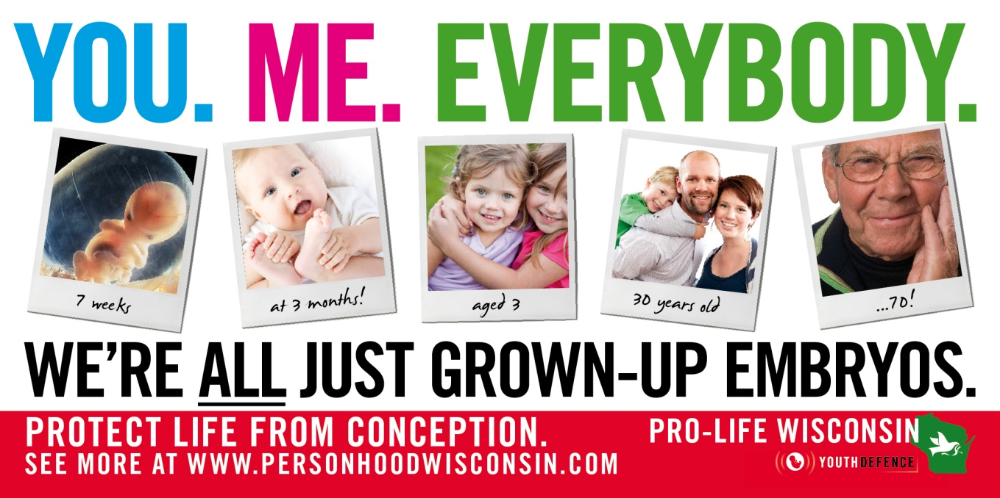 YOU. ME. EVERYBODY.
7 weeks
at 3 months!
aged 3
30 years old
...70!
WE'RE ALL JUST GROWN-UP EMBRYOS.
PROTECT LIFE FROM CONCEPTION.
SEE MORE AT WWW.PERSONHOODWISCONSIN.COM
PRO-LIFE WISCONSIN
YOUTHDEFENCE